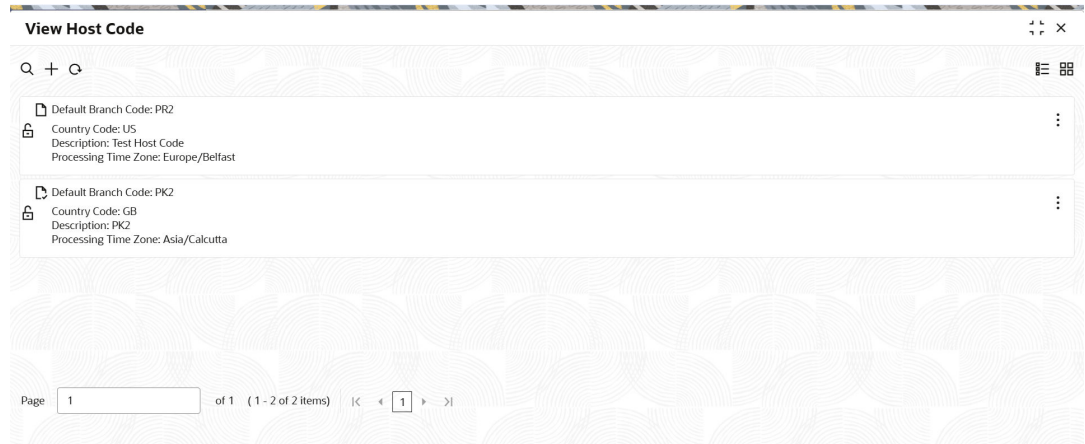 View Host Code
Default Branch Code: PR2
Country Code: US
Description: Test Host Code
Processing Time Zone: Europe/Belfast
Default Branch Code: PK2
Country Code: GB
Description: PK2
Processing Time Zone: Asia/Calcutta
Page 1 of 1 ( 1 - 2 of 2 items) 1